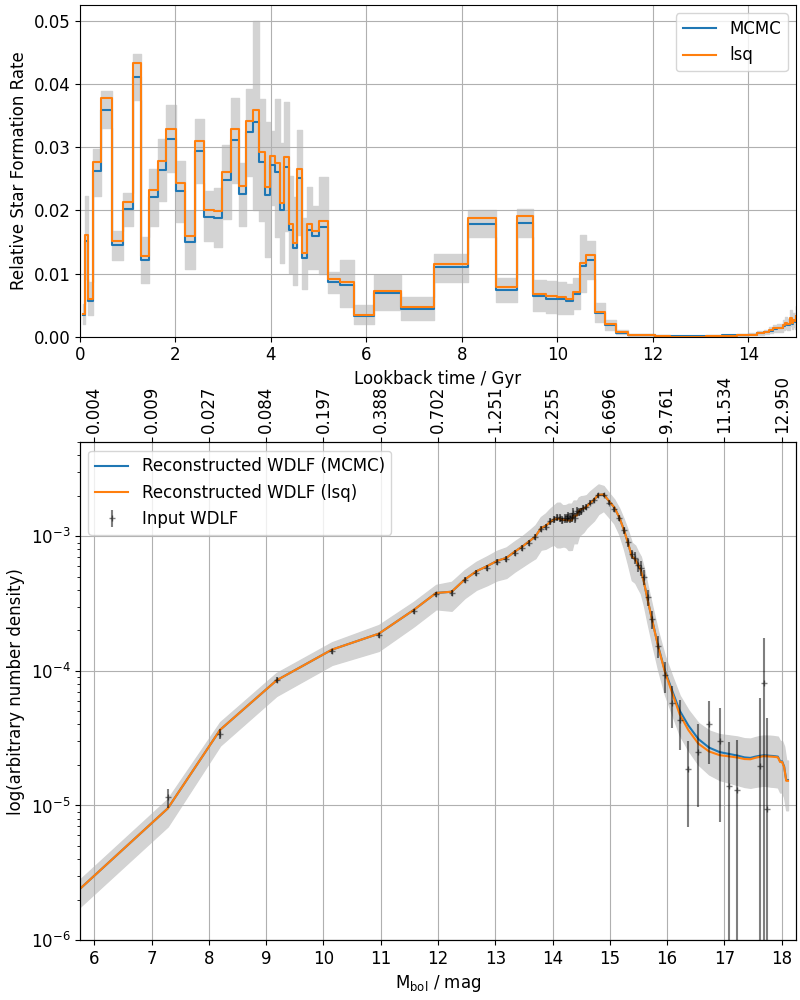 0.05
0.04
0.03
0.02
0.01
0.00
Relative Star Formation Rate
MCMC
lsq
0 2 4 6 8 10 12 14
Lookback time / Gyr
0.004 0.009 0.027 0.084 0.197 0.388 0.702 1.251 2.255 6.696 9.761 11.534 12.950
Reconstructed WDLF (MCMC)
Reconstructed WDLF (lsq)
Input WDLF
log(arbitrary number density)
10⁻³
10⁻⁴
10⁻⁵
10⁻⁶
6 7 8 9 10 11 12 13 14 15 16 17 18
M_bol / mag